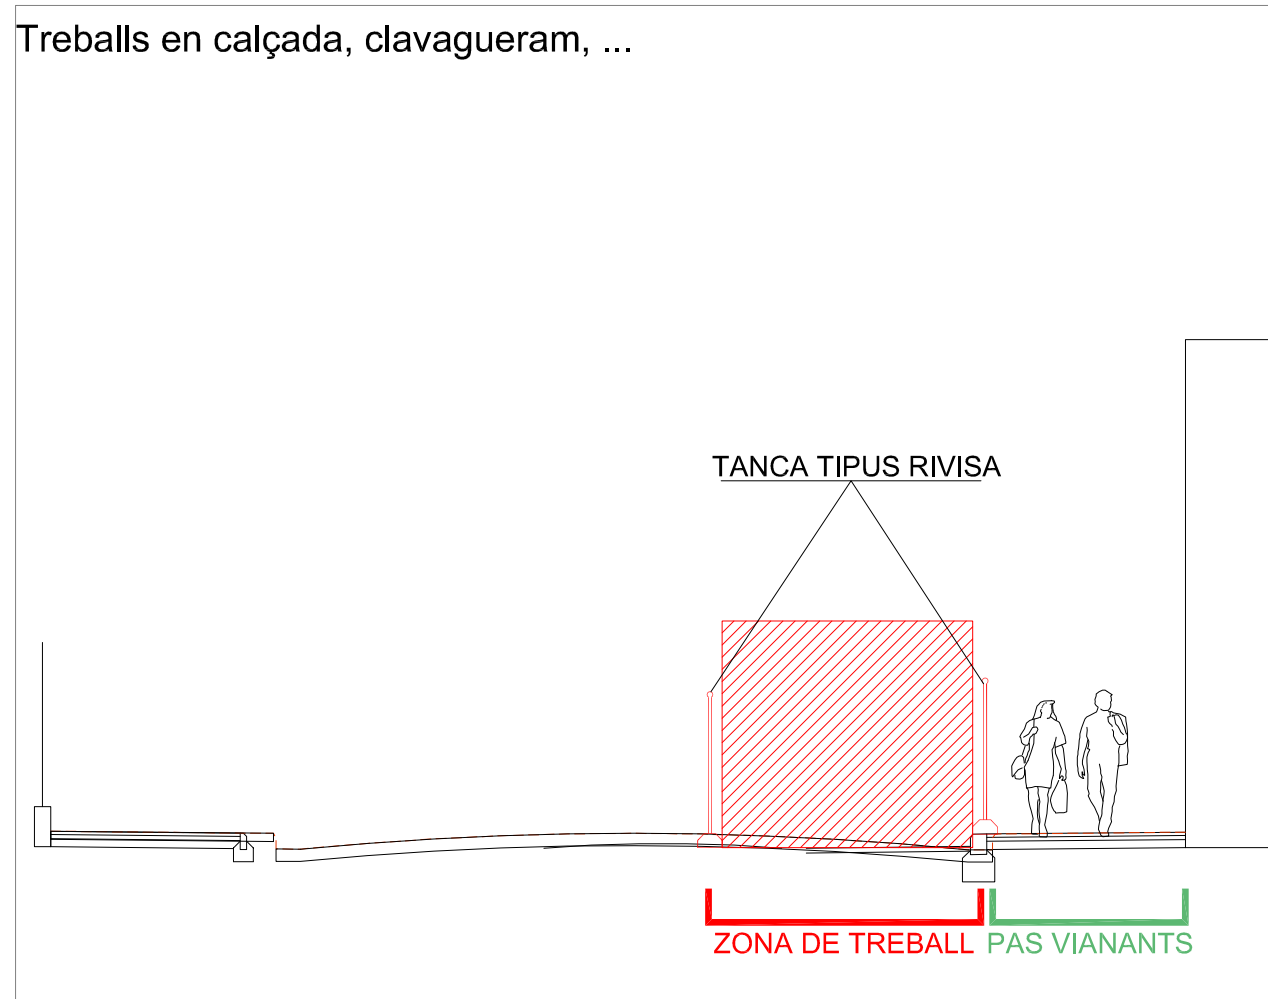 Treballs en calçada, clavagueram, ...
TANCA TIPUS RIVISA
ZONA DE TREBALL
PAS VIANANTS